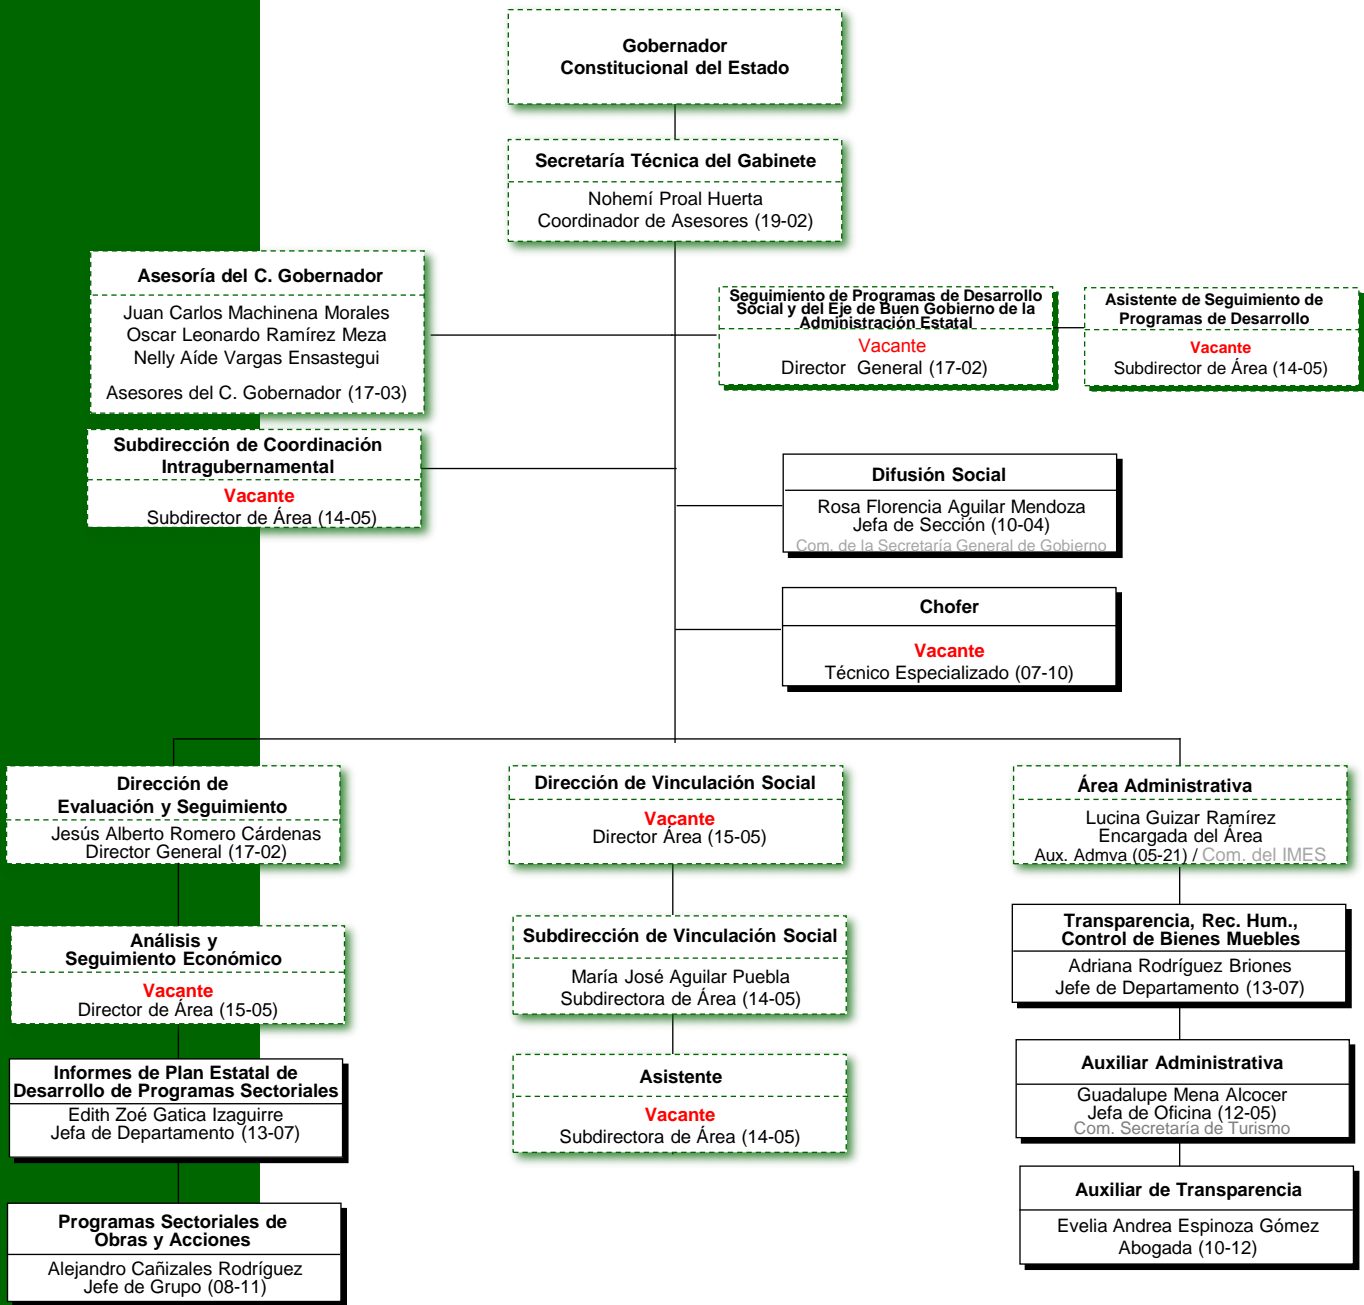 Gobernador
Constitucional del Estado
Secretaría Técnica del Gabinete
Nohemí Proal Huerta
Coordinador de Asesores (19-02)
Asesoría del C. Gobernador
Juan Carlos Machinena Morales
Oscar Leonardo Ramírez Meza
Nelly Aíde Vargas Ensastegui
Asesores del C. Gobernador (17-03)
Seguimiento de Programas de Desarrollo
Social y del Eje de Buen Gobierno de la
Administración Estatal
Vacante
Director General (17-02)
Asistente de Seguimiento de
Programas de Desarrollo
Vacante
Subdirector de Área (14-05)
Subdirección de Coordinación
Intragubernamental
Vacante
Subdirector de Área (14-05)
Difusión Social
Rosa Florencia Aguilar Mendoza
Jefa de Sección (10-04)
Com. de la Secretaría General de Gobierno
Chofer
Vacante
Técnico Especializado (07-10)
Dirección de
Evaluación y Seguimiento
Jesús Alberto Romero Cárdenas
Director General (17-02)
Análisis y
Seguimiento Económico
Vacante
Director de Área (15-05)
Informes de Plan Estatal de
Desarrollo de Programas Sectoriales
Edith Zoé Gatica Izaguirre
Jefa de Departamento (13-07)
Programas Sectoriales de
Obras y Acciones
Alejandro Cañizales Rodríguez
Jefe de Grupo (08-11)
Dirección de Vinculación Social
Vacante
Director Área (15-05)
Subdirección de Vinculación Social
María José Aguilar Puebla
Subdirectora de Área (14-05)
Asistente
Vacante
Subdirectora de Área (14-05)
Área Administrativa
Lucina Guizar Ramírez
Encargada del Área
Aux. Admva (05-21) / Com. del IMES
Transparencia, Rec. Hum.,
Control de Bienes Muebles
Adriana Rodríguez Briones
Jefe de Departamento (13-07)
Auxiliar Administrativa
Guadalupe Mena Alcocer
Jefa de Oficina (12-05)
Com. Secretaría de Turismo
Auxiliar de Transparencia
Evelia Andrea Espinoza Gómez
Abogada (10-12)